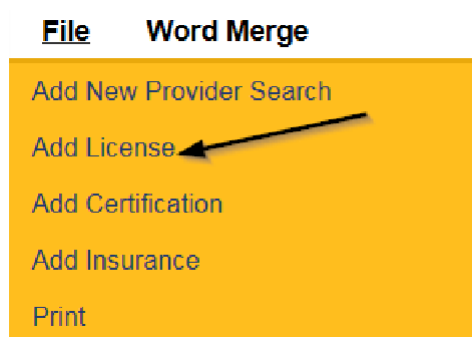 File Word Merge
Add New Provider Search
Add License
Add Certification
Add Insurance
Print